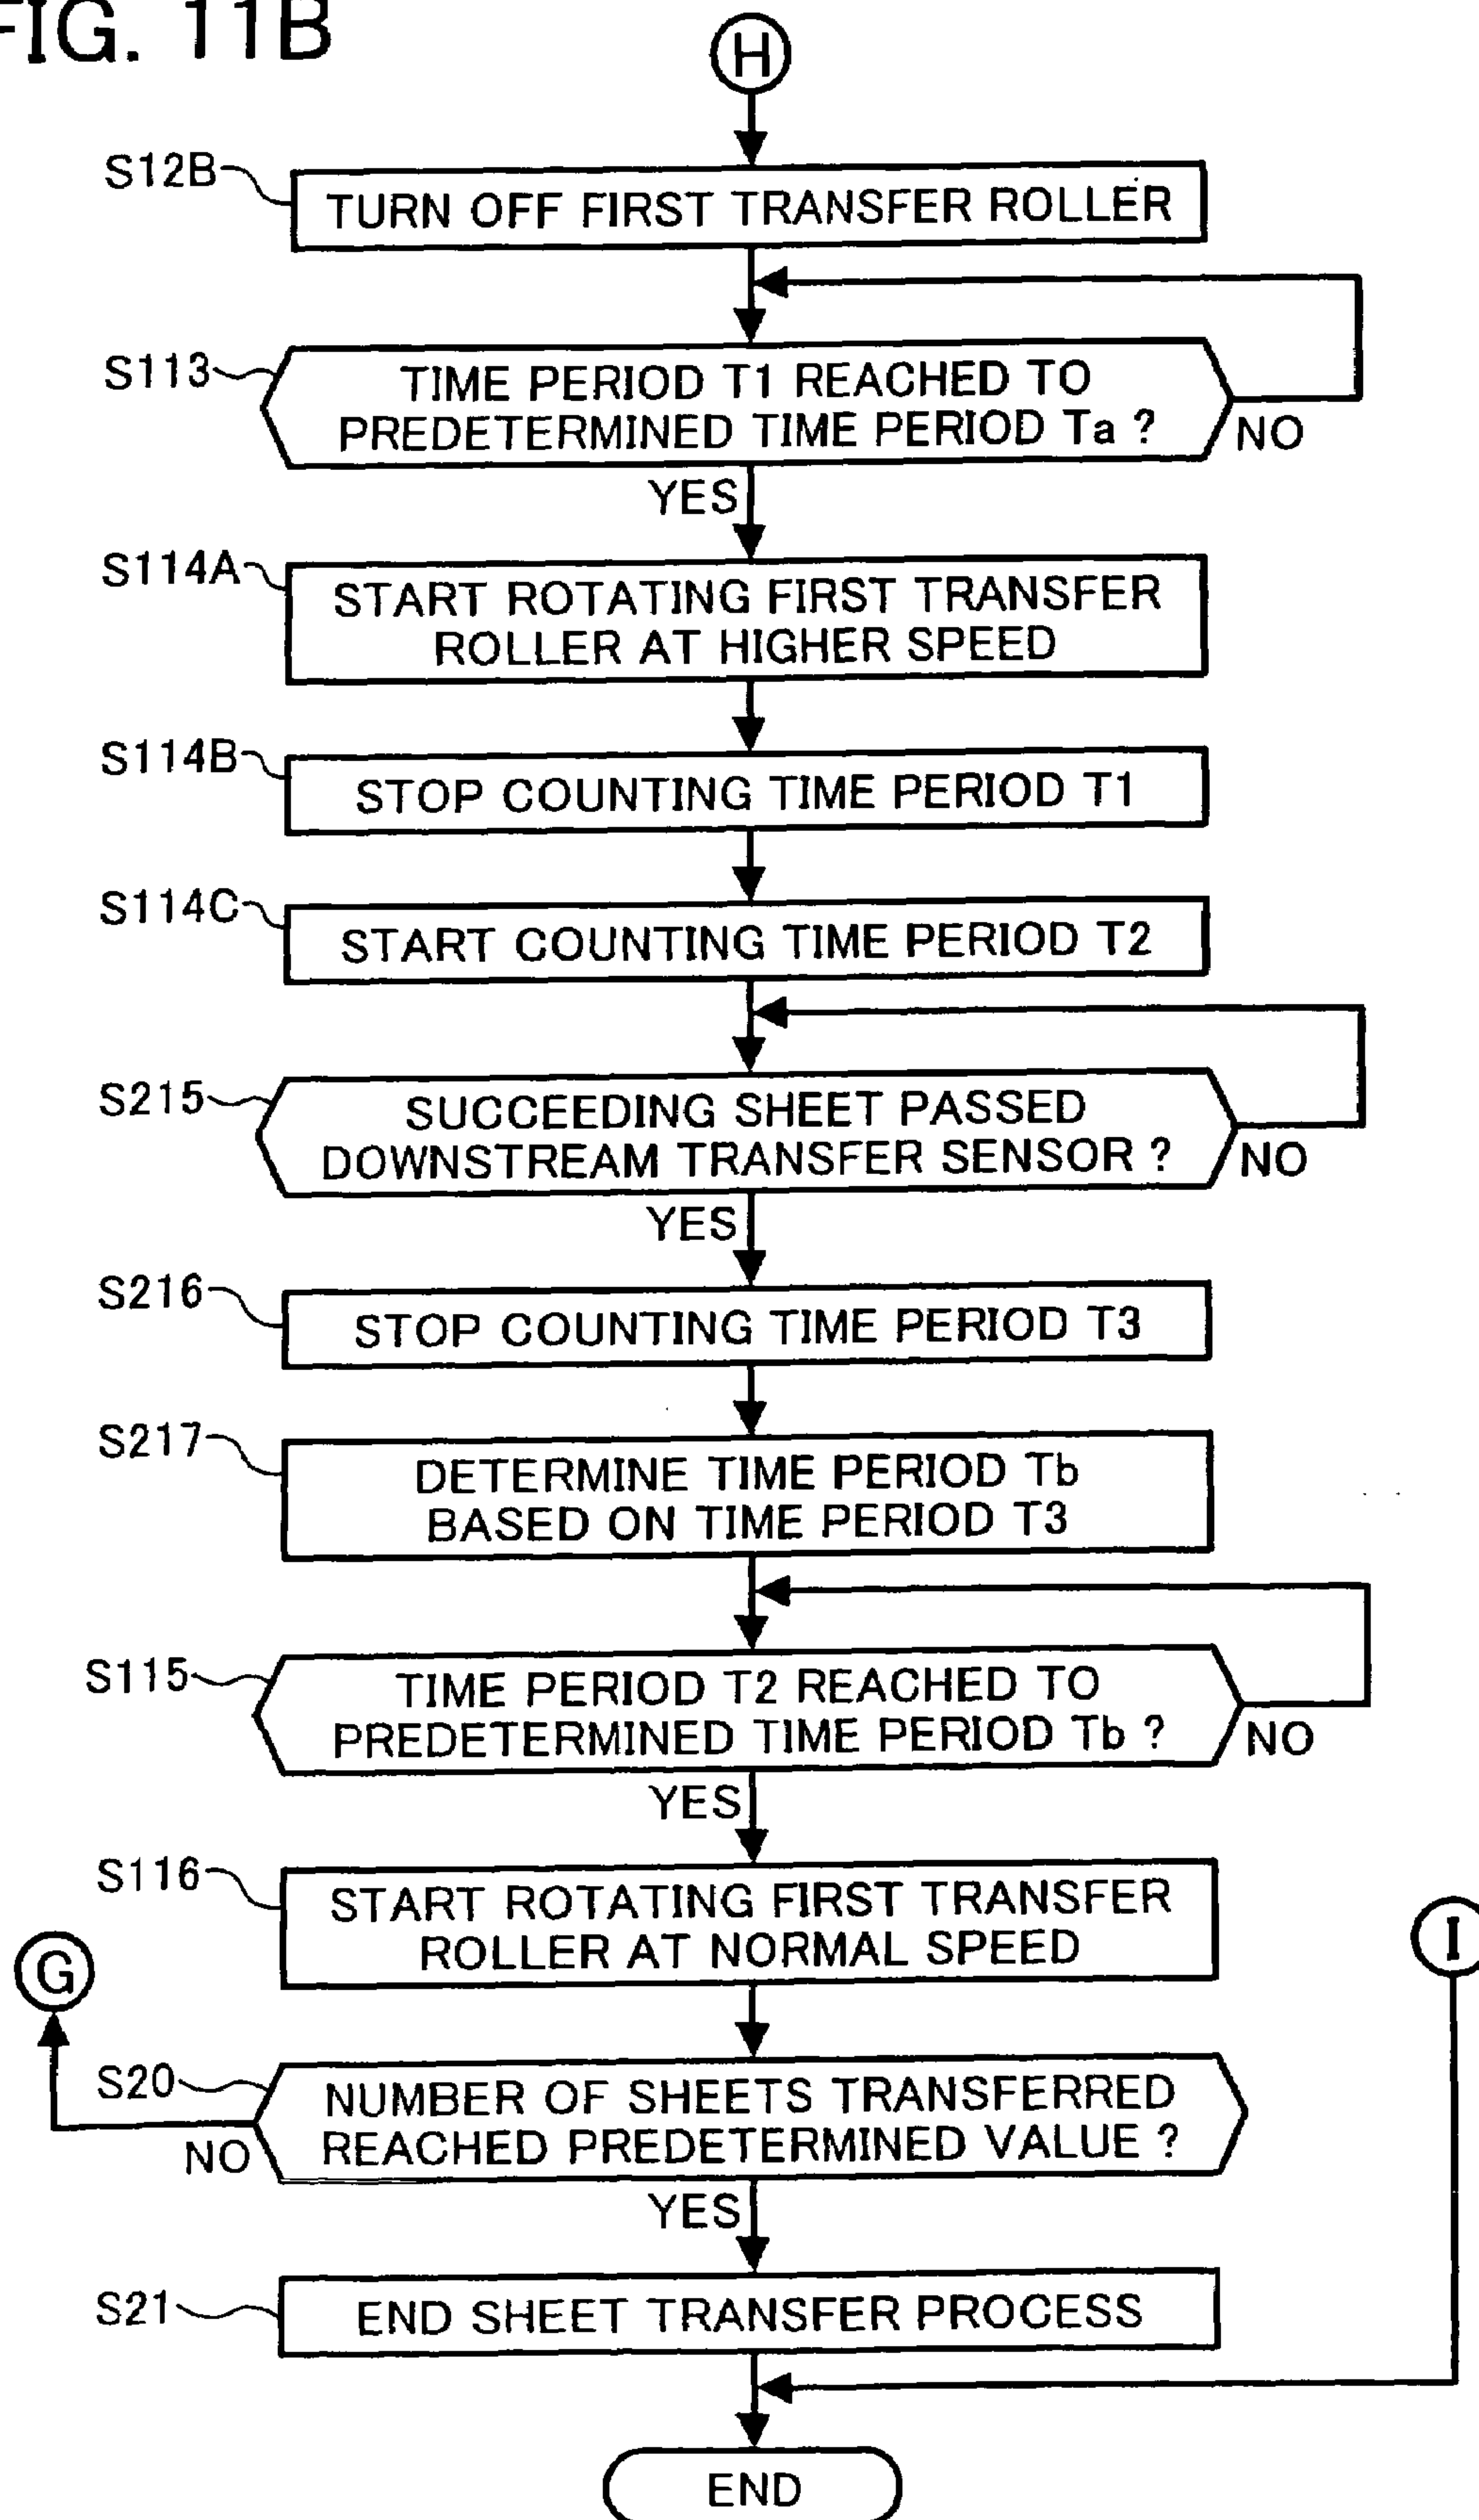 FIG. 11B
H
S12B
TURN OFF FIRST TRANSFER ROLLER
S113
TIME PERIOD T1 REACHED TO
PREDETERMINED TIME PERIOD Ta ?
NO
YES
S114A
START ROTATING FIRST TRANSFER
ROLLER AT HIGHER SPEED
S114B
STOP COUNTING TIME PERIOD T1
S114C
START COUNTING TIME PERIOD T2
S215
SUCCEEDING SHEET PASSED
DOWNSTREAM TRANSFER SENSOR ?
NO
YES
S216
STOP COUNTING TIME PERIOD T3
S217
DETERMINE TIME PERIOD Tb
BASED ON TIME PERIOD T3
S115
TIME PERIOD T2 REACHED TO
PREDETERMINED TIME PERIOD Tb ?
NO
YES
S116
START ROTATING FIRST TRANSFER
ROLLER AT NORMAL SPEED
G
I
S20
NUMBER OF SHEETS TRANSFERRED
REACHED PREDETERMINED VALUE ?
NO
YES
S21
END SHEET TRANSFER PROCESS
END